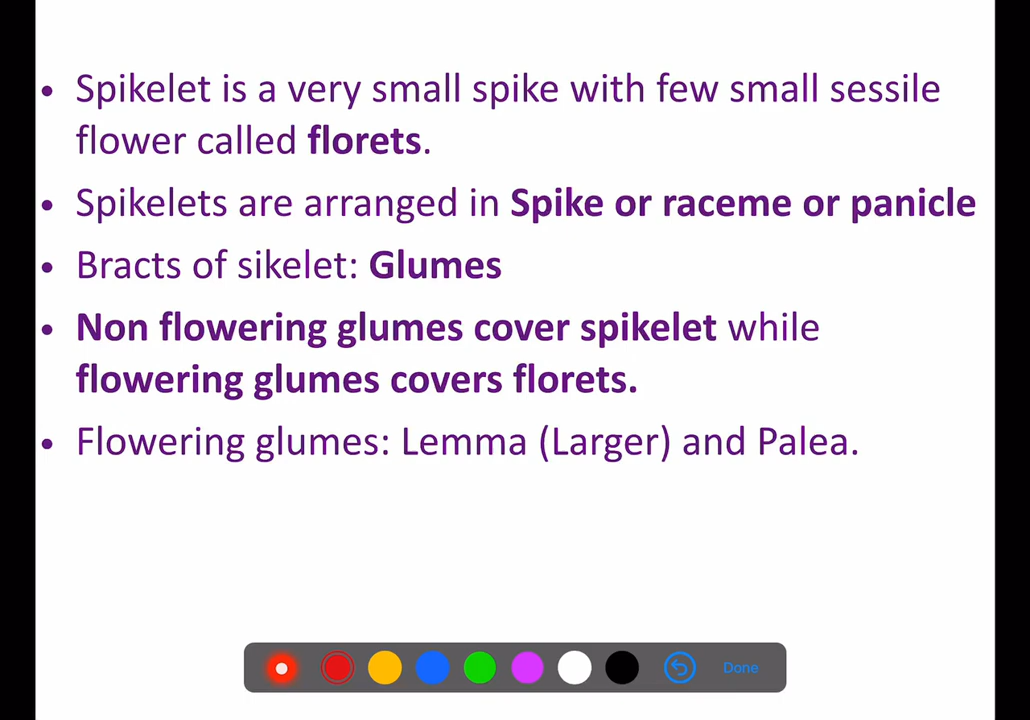 • Spikelet is a very small spike with few small sessile
flower called florets.
• Spikelets are arranged in Spike or raceme or panicle
• Bracts of sikelet: Glumes
• Non flowering glumes cover spikelet while
flowering glumes covers florets.
• Flowering glumes: Lemma (Larger) and Palea.
Done